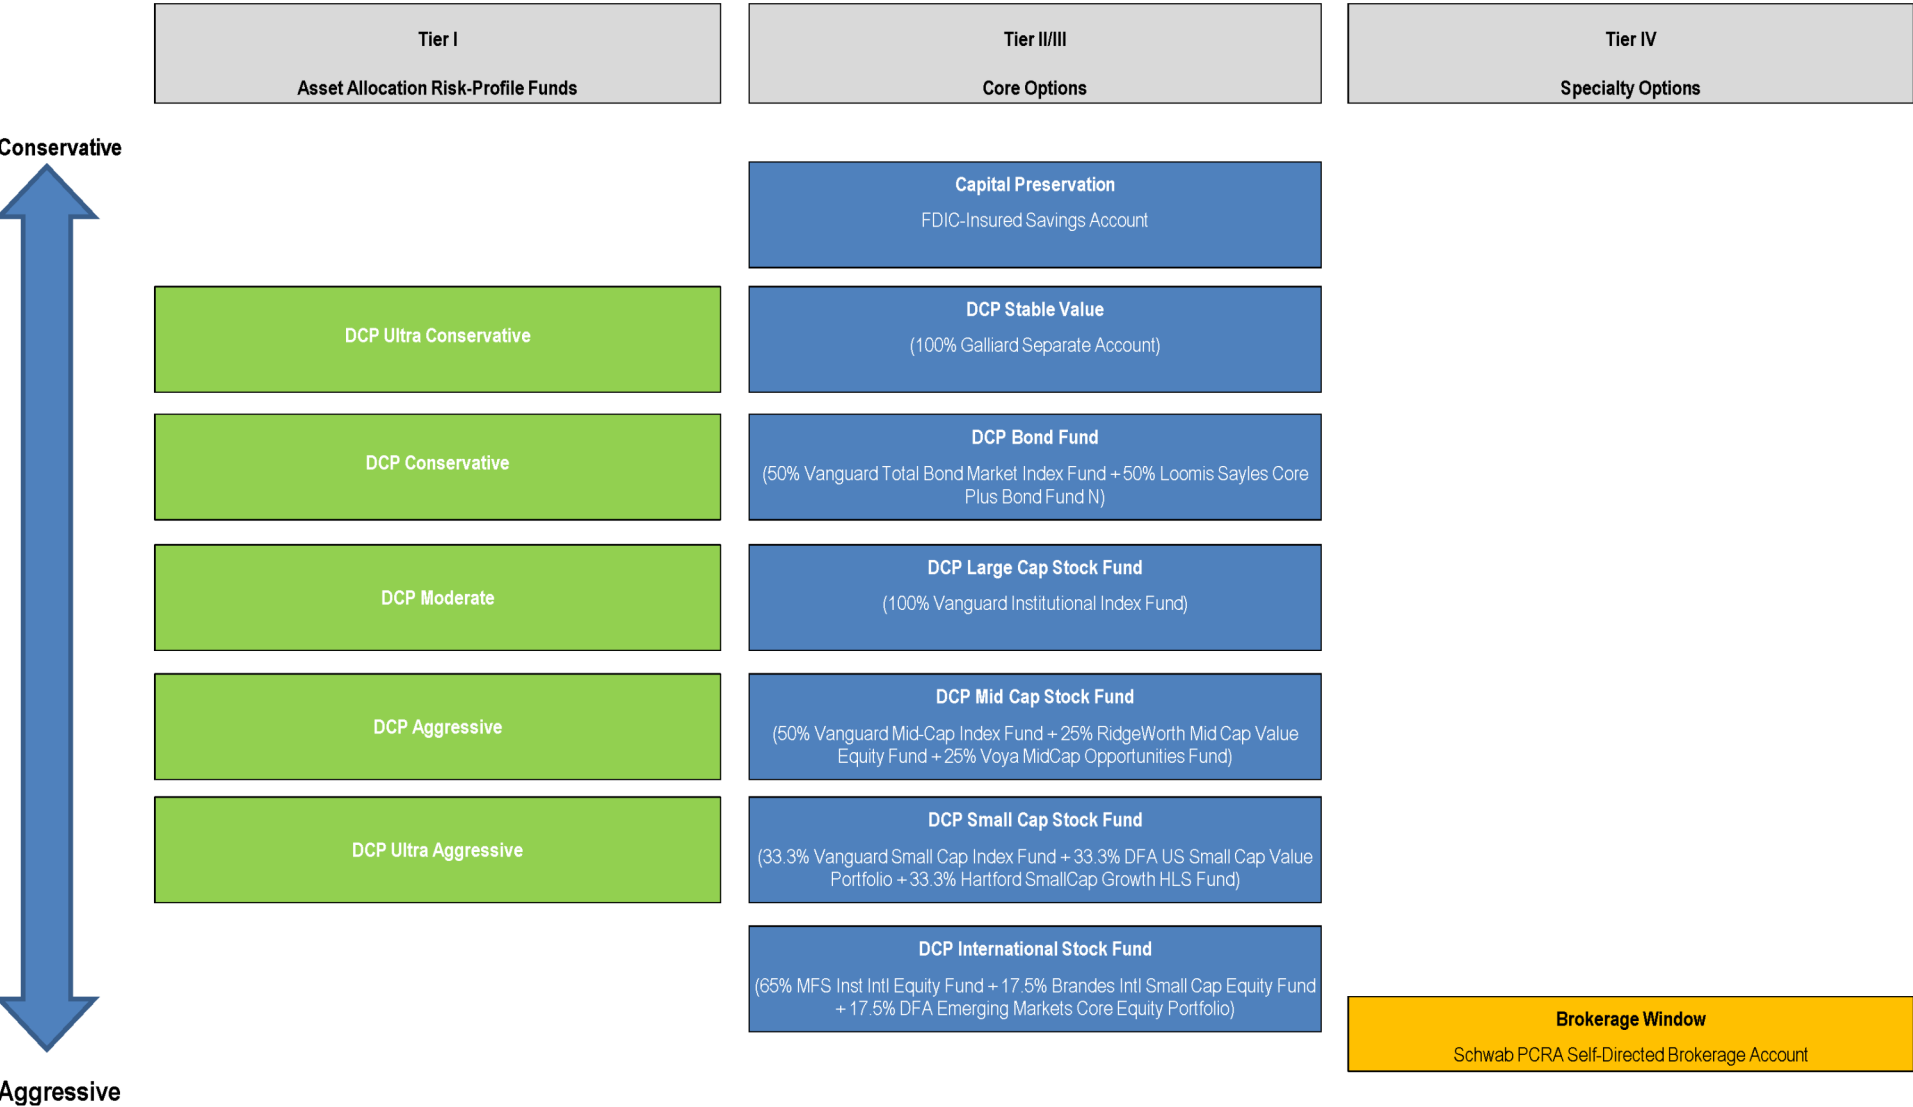 Tier I
Asset Allocation Risk-Profile Funds
Tier II/III
Core Options
Tier IV
Specialty Options
Conservative
Capital Preservation
FDIC-Insured Savings Account
DCP Ultra Conservative
DCP Stable Value
(100% Galliard Separate Account)
DCP Conservative
DCP Bond Fund
(50% Vanguard Total Bond Market Index Fund + 50% Loomis Sayles Core
Plus Bond Fund N)
DCP Moderate
DCP Large Cap Stock Fund
(100% Vanguard Institutional Index Fund)
DCP Aggressive
DCP Mid Cap Stock Fund
(50% Vanguard Mid-Cap Index Fund + 25% RidgeWorth Mid Cap Value
Equity Fund + 25% Voya MidCap Opportunities Fund)
DCP Ultra Aggressive
DCP Small Cap Stock Fund
(33.3% Vanguard Small Cap Index Fund + 33.3% DFA US Small Cap Value
Portfolio + 33.3% Hartford SmallCap Growth HLS Fund)
DCP International Stock Fund
(65% MFS Inst Intl Equity Fund + 17.5% Brandes Intl Small Cap Equity Fund
+ 17.5% DFA Emerging Markets Core Equity Portfolio)
Brokerage Window
Schwab PCRA Self-Directed Brokerage Account
Aggressive